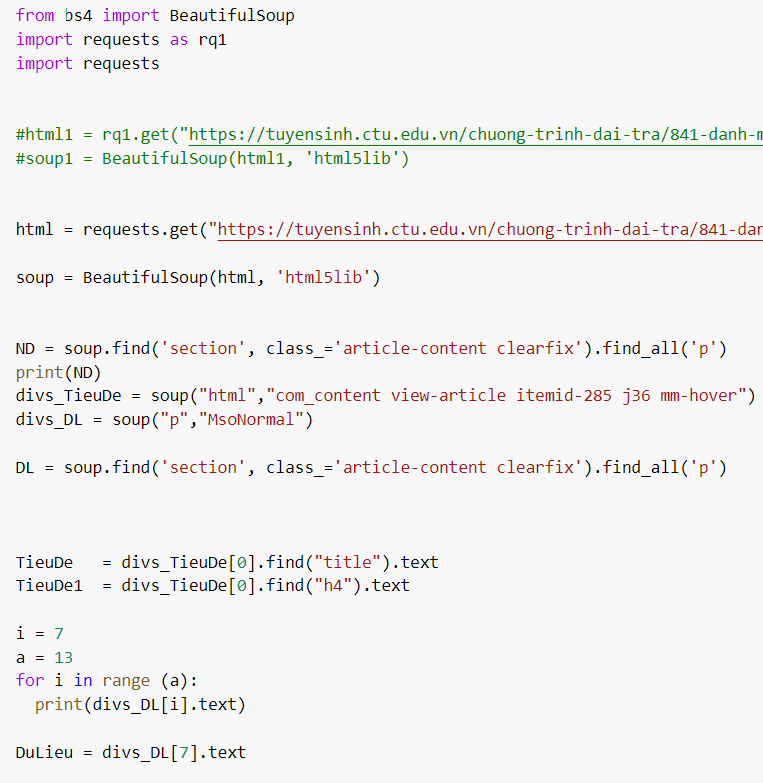 from bs4 import BeautifulSoup
import requests as rq1
import requests
#html1 = rq1.get("https://tuyensinh.ctu.edu.vn/chuong-trinh-dai-tra/841-danh-m
#soup1 = BeautifulSoup(html1, 'html5lib')
html = requests.get("https://tuyensinh.ctu.edu.vn/chuong-trinh-dai-tra/841-dan
soup = BeautifulSoup(html, 'html5lib')
ND = soup.find('section', class_='article-content clearfix').find_all('p')
print(ND)
divs_TieuDe = soup("html","com_content view-article itemid-285 j36 mm-hover")
divs_DL = soup("p","MsoNormal")
DL = soup.find('section', class_='article-content clearfix').find_all('p')
TieuDe   = divs_TieuDe[0].find("title").text
TieuDe1  = divs_TieuDe[0].find("h4").text
i = 7
a = 13
for i in range (a):
  print(divs_DL[i].text)
DuLieu = divs_DL[7].text